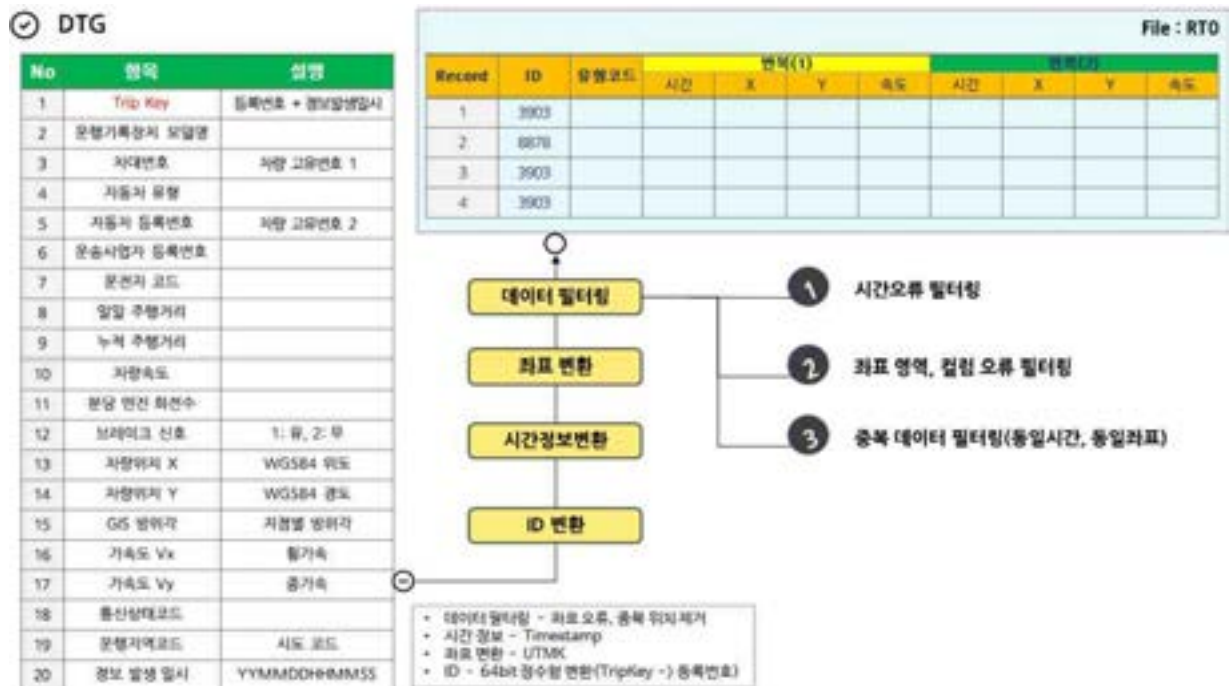 DTG
No 항목 설명
1 Trip Key 등록번호 + 정보발생일시
2 운행기록장치 모델명
3 차대번호 차량 고유번호 1
4 자동차 유형
5 자동차 등록번호 차량 고유번호 2
6 운송사업자 등록번호
7 운전자 코드
8 일일 주행거리
9 누적 주행거리
10 차량속도
11 분당 엔진 회전수
12 브레이크 신호 1: 유, 2: 무
13 차량위치 X WGS84 위도
14 차량위치 Y WGS84 경도
15 GIS 방위각 지점별 방위각
16 가속도 Vx 횡가속
17 가속도 Vy 종가속
18 통신상태코드
19 운행지역코드 시도 코드
20 정보 발생 일시 YYMMDDHHMMSS
File : RT0
Record ID 유형코드 반복(1) 반복(2)
시간 X Y 속도 시간 X Y 속도
1 3903
2 8878
3 3903
4 3903
데이터 필터링
좌표 변환
시간정보변환
ID 변환
1 시간오류 필터링
2 좌표 영역, 컬럼 오류 필터링
3 중복 데이터 필터링(동일시간, 동일좌표)
• 데이터 필터링 - 좌표 오류, 중복 위치 제거
• 시간 정보 - Timestamp
• 좌표 변환 - UTMK
• ID - 64bit 정수형 변환(TripKey -> 등록번호)